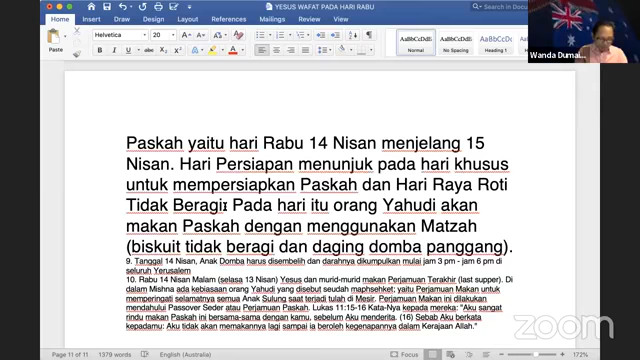 YESUS WAFAT PADA HARI RABU
Home Insert Draw Design Layout References Mailings Review
Share
Paste
Helvetica 20
AaBbCcDdEe AaBbCcDdEe AaBbCcDc AaBbCcDdEe
Normal No Spacing Heading 1
Wanda Dumai...
Paskah yaitu hari Rabu 14 Nisan menjelang 15
Nisan. Hari Persiapan menunjuk pada hari khusus
untuk mempersiapkan Paskah dan Hari Raya Roti
Tidak Beragi. Pada hari itu orang Yahudi akan
makan Paskah dengan menggunakan Matzah
(biskuit tidak beragi dan daging domba panggang).
9. Tanggal 14 Nisan, Anak Domba harus disembelih dan darahnya dikumpulkan mulai jam 3 pm - jam 6 pm di
seluruh Yerusalem
10. Rabu 14 Nisan Malam (selasa 13 Nisan) Yesus dan murid-murid makan Perjamuan Terakhir (last supper). Di
dalam Mishna ada kebiasaan orang Yahudi yang disebut seudah maphsehket; yaitu Perjamuan Makan untuk
memperingati selamatnya semua Anak Sulung saat terjadi tulah di Mesir. Perjamuan Makan ini dilakukan
mendahului Passover Seder atau Perjamuan Paskah. Lukas 11:15-16 Kata-Nya kepada mereka: "Aku sangat
rindu makan Paskah ini bersama-sama dengan kamu, sebelum Aku menderita. (16) Sebab Aku berkata
kepadamu: Aku tidak akan memakannya lagi sampai ia beroleh kegenapannya dalam Kerajaan Allah."
zoom
Page 11 of 11 1379 words English (Australia) Focus 172%